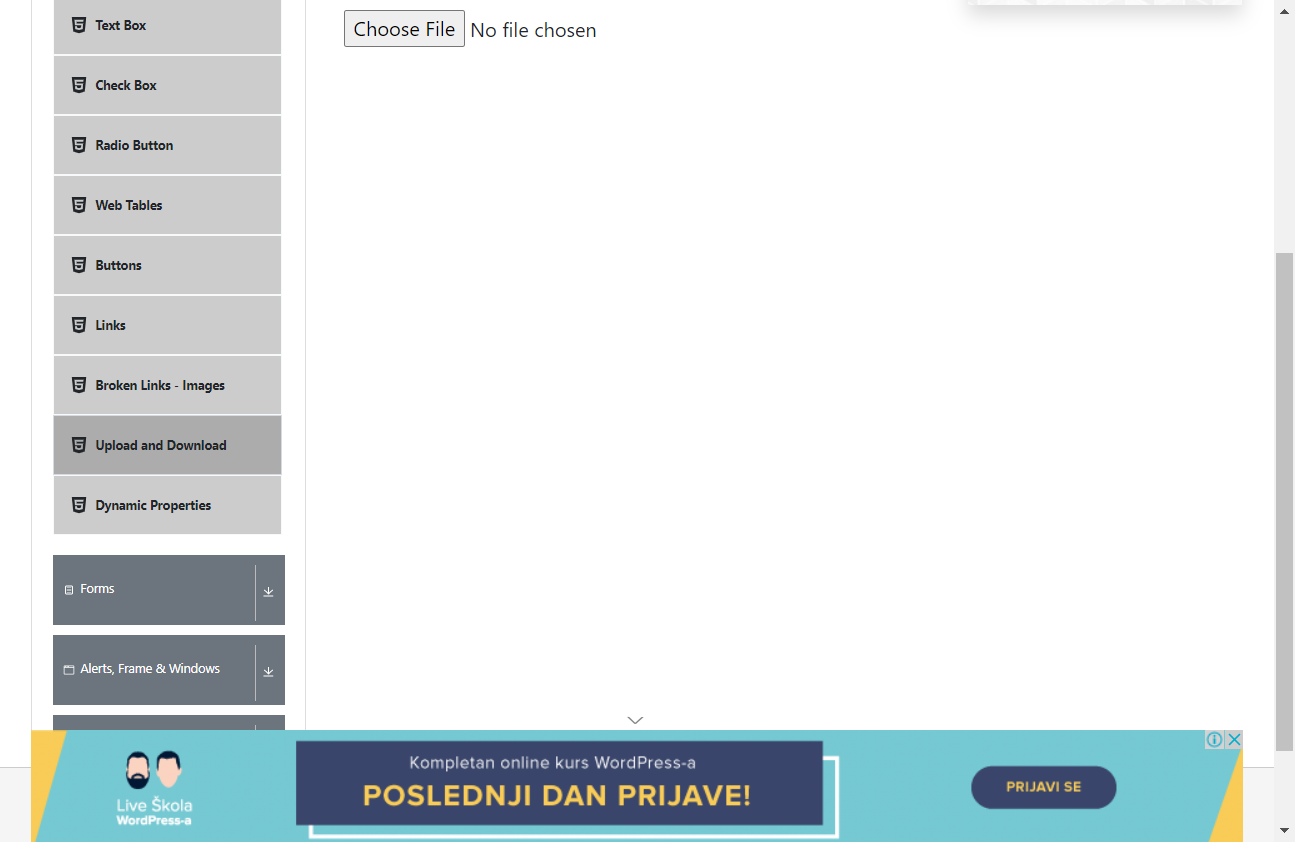 Text Box
Choose File No file chosen
Check Box
Radio Button
Web Tables
Buttons
Links
Broken Links - Images
Upload and Download
Dynamic Properties
Forms
Alerts, Frame & Windows
Live Škola
WordPress-a
Kompletan online kurs WordPress-a
POSLEDNJI DAN PRIJAVE!
PRIJAVI SE